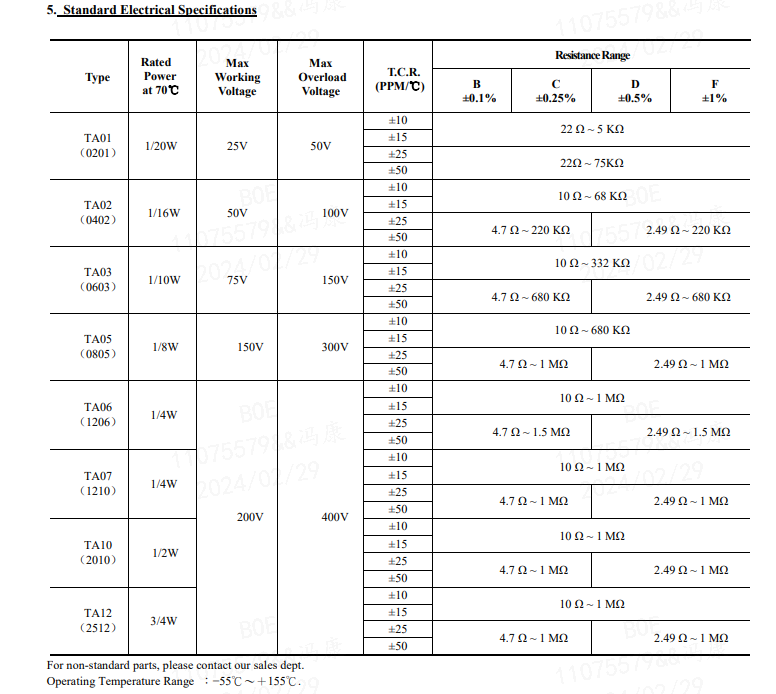 5. Standard Electrical Specifications
Type Rated Power at 70℃ Max Working Voltage Max Overload Voltage T.C.R. (PPM/℃) Resistance Range
B ±0.1% C ±0.25% D ±0.5% F ±1%
TA01 (0201) 1/20W 25V 50V
±10 22 Ω ~ 5 KΩ
±15
±25 22Ω ~ 75KΩ
±50
TA02 (0402) 1/16W 50V 100V
±10 10 Ω ~ 68 KΩ
±15
±25 4.7 Ω ~ 220 KΩ 2.49 Ω ~ 220 KΩ
±50
TA03 (0603) 1/10W 75V 150V
±10 10 Ω ~ 332 KΩ
±15
±25 4.7 Ω ~ 680 KΩ 2.49 Ω ~ 680 KΩ
±50
TA05 (0805) 1/8W 150V 300V
±10 10 Ω ~ 680 KΩ
±15
±25 4.7 Ω ~ 1 MΩ 2.49 Ω ~ 1 MΩ
±50
TA06 (1206) 1/4W 200V 400V
±10 10 Ω ~ 1 MΩ
±15
±25 4.7 Ω ~ 1.5 MΩ 2.49 Ω ~ 1.5 MΩ
±50
TA07 (1210) 1/4W
±10 10 Ω ~ 1 MΩ
±15
±25 4.7 Ω ~ 1 MΩ 2.49 Ω ~ 1 MΩ
±50
TA10 (2010) 1/2W
±10 10 Ω ~ 1 MΩ
±15
±25 4.7 Ω ~ 1 MΩ 2.49 Ω ~ 1 MΩ
±50
TA12 (2512) 3/4W
±10 10 Ω ~ 1 MΩ
±15
±25 4.7 Ω ~ 1 MΩ 2.49 Ω ~ 1 MΩ
±50
For non-standard parts, please contact our sales dept.
Operating Temperature Range ：−55℃～＋155℃.
BOE
11075579&&冯康
2024/02/29